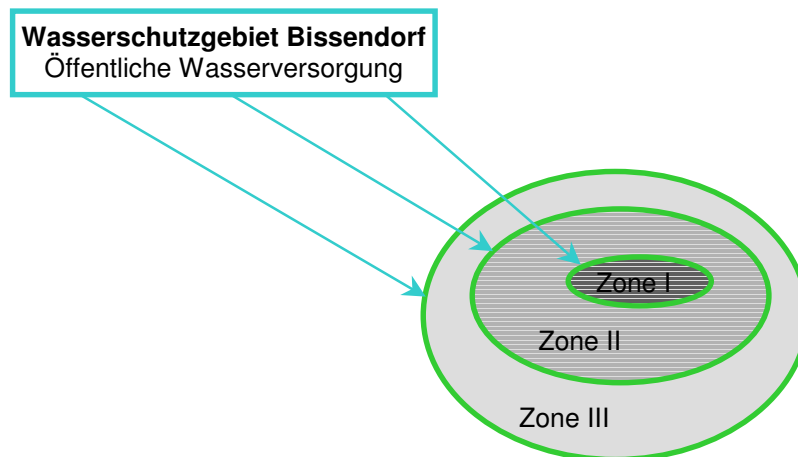 Wasserschutzgebiet Bissendorf
Öffentliche Wasserversorgung
Zone I
Zone II
Zone III